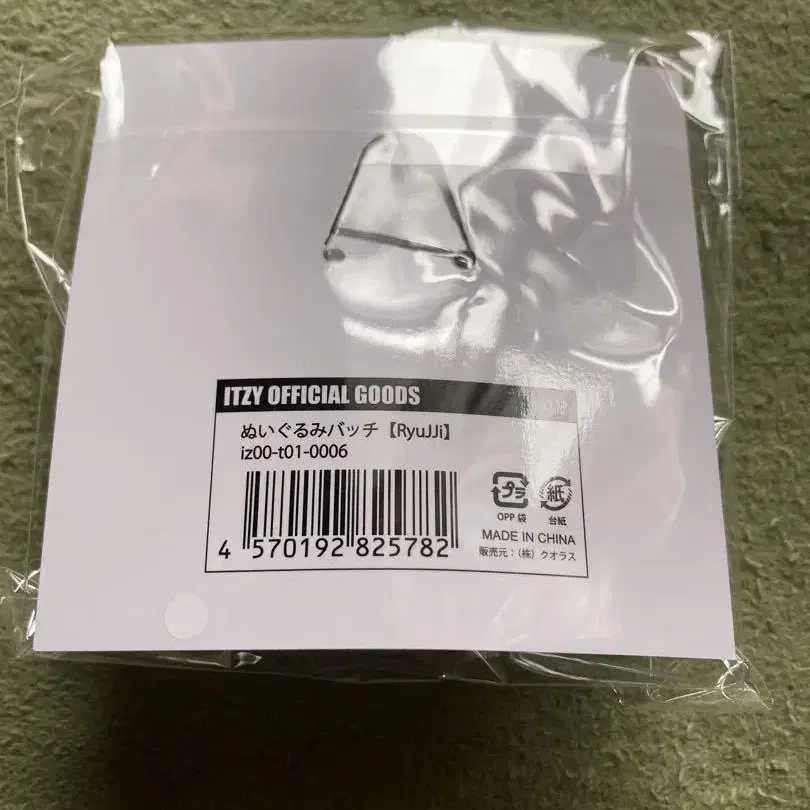 ITZY OFFICIAL GOODS
ぬいぐるみバッチ【RyuJJi】
iz00-t01-0006
4 570192 825782
プラ
紙
OPP 袋
台紙
MADE IN CHINA
販売元：（株）クオラス